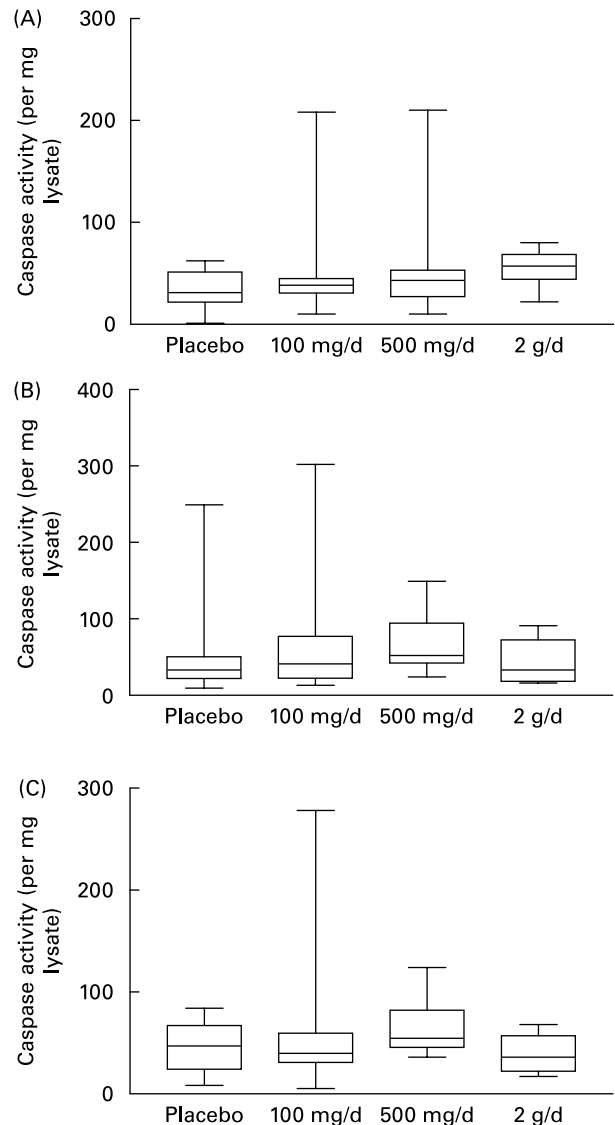 (A)
Caspase activity (per mg
lysate)
300
200
100
0
Placebo 100 mg/d 500 mg/d 2 g/d
(B)
Caspase activity (per mg
lysate)
400
300
200
100
0
Placebo 100 mg/d 500 mg/d 2 g/d
(C)
Caspase activity (per mg
lysate)
300
200
100
0
Placebo 100 mg/d 500 mg/d 2 g/d